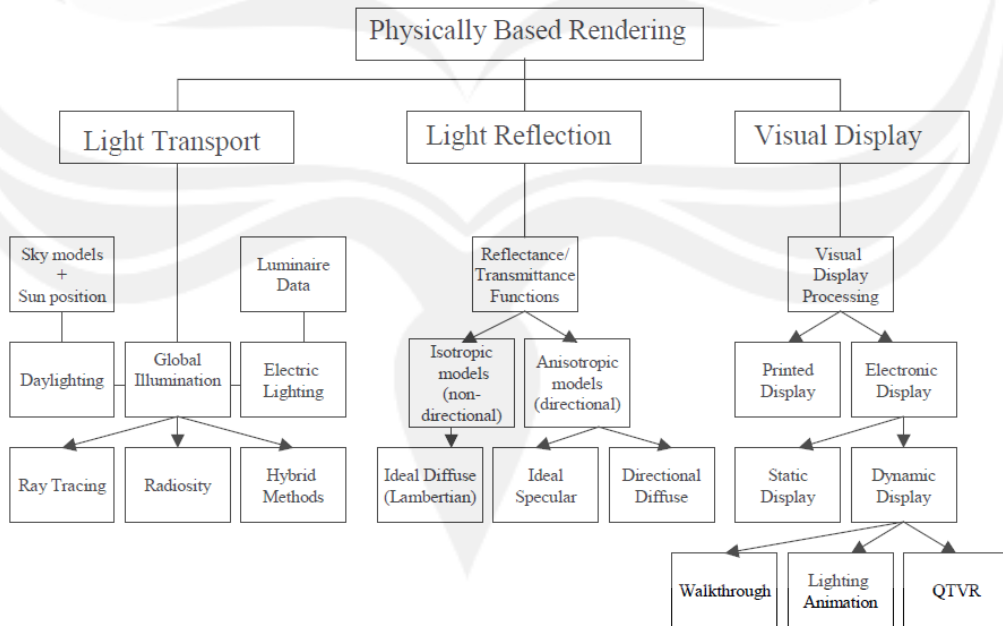 Physically Based Rendering
Light Transport
Light Reflection
Visual Display
Sky models
+
Sun position
Luminaire
Data
Reflectance/
Transmittance
Functions
Visual
Display
Processing
Daylighting
Global
Illumination
Electric
Lighting
Isotropic
models
(non-
directional)
Anisotropic
models
(directional)
Printed
Display
Electronic
Display
Ray Tracing
Radiosity
Hybrid
Methods
Ideal Diffuse
(Lambertian)
Ideal
Specular
Directional
Diffuse
Static
Display
Dynamic
Display
Walkthrough
Lighting
Animation
QTVR